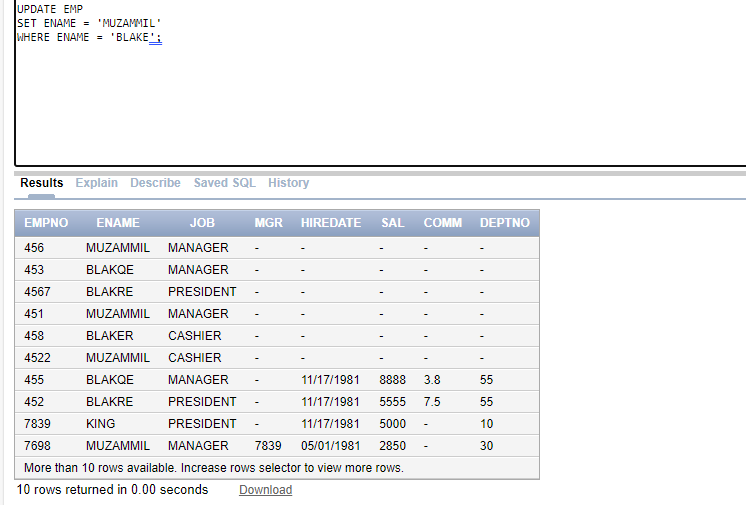 UPDATE EMP
SET ENAME = 'MUZAMMIL'
WHERE ENAME = 'BLAKE';
Results Explain Describe Saved SQL History
EMPNO ENAME JOB MGR HIREDATE SAL COMM DEPTNO
456 MUZAMMIL MANAGER - - - - -
453 BLAKQE MANAGER - - - - -
4567 BLAKRE PRESIDENT - - - - -
451 MUZAMMIL MANAGER - - - - -
458 BLAKER CASHIER - - - - -
4522 MUZAMMIL CASHIER - - - - -
455 BLAKQE MANAGER - 11/17/1981 8888 3.8 55
452 BLAKRE PRESIDENT - 11/17/1981 5555 7.5 55
7839 KING PRESIDENT - 11/17/1981 5000 - 10
7698 MUZAMMIL MANAGER 7839 05/01/1981 2850 - 30
More than 10 rows available. Increase rows selector to view more rows.
10 rows returned in 0.00 seconds Download